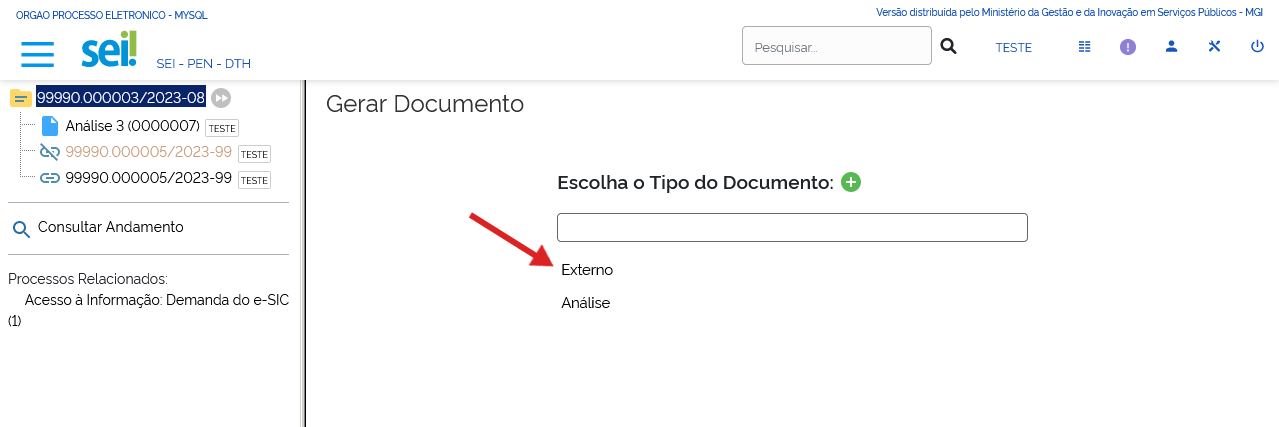 ORGAO PROCESSO ELETRONICO - MYSQL
Versão distribuída pelo Ministério da Gestão e da Inovação em Serviços Públicos - MGI
sei!
SEI - PEN - DTH
Pesquisar...
TESTE
99990.000003/2023-08
Análise 3 (0000007) TESTE
99990.000005/2023-99 TESTE
99990.000005/2023-99 TESTE
Consultar Andamento
Processos Relacionados:
Acesso à Informação: Demanda do e-SIC
(1)
Gerar Documento
Escolha o Tipo do Documento:
Externo
Análise